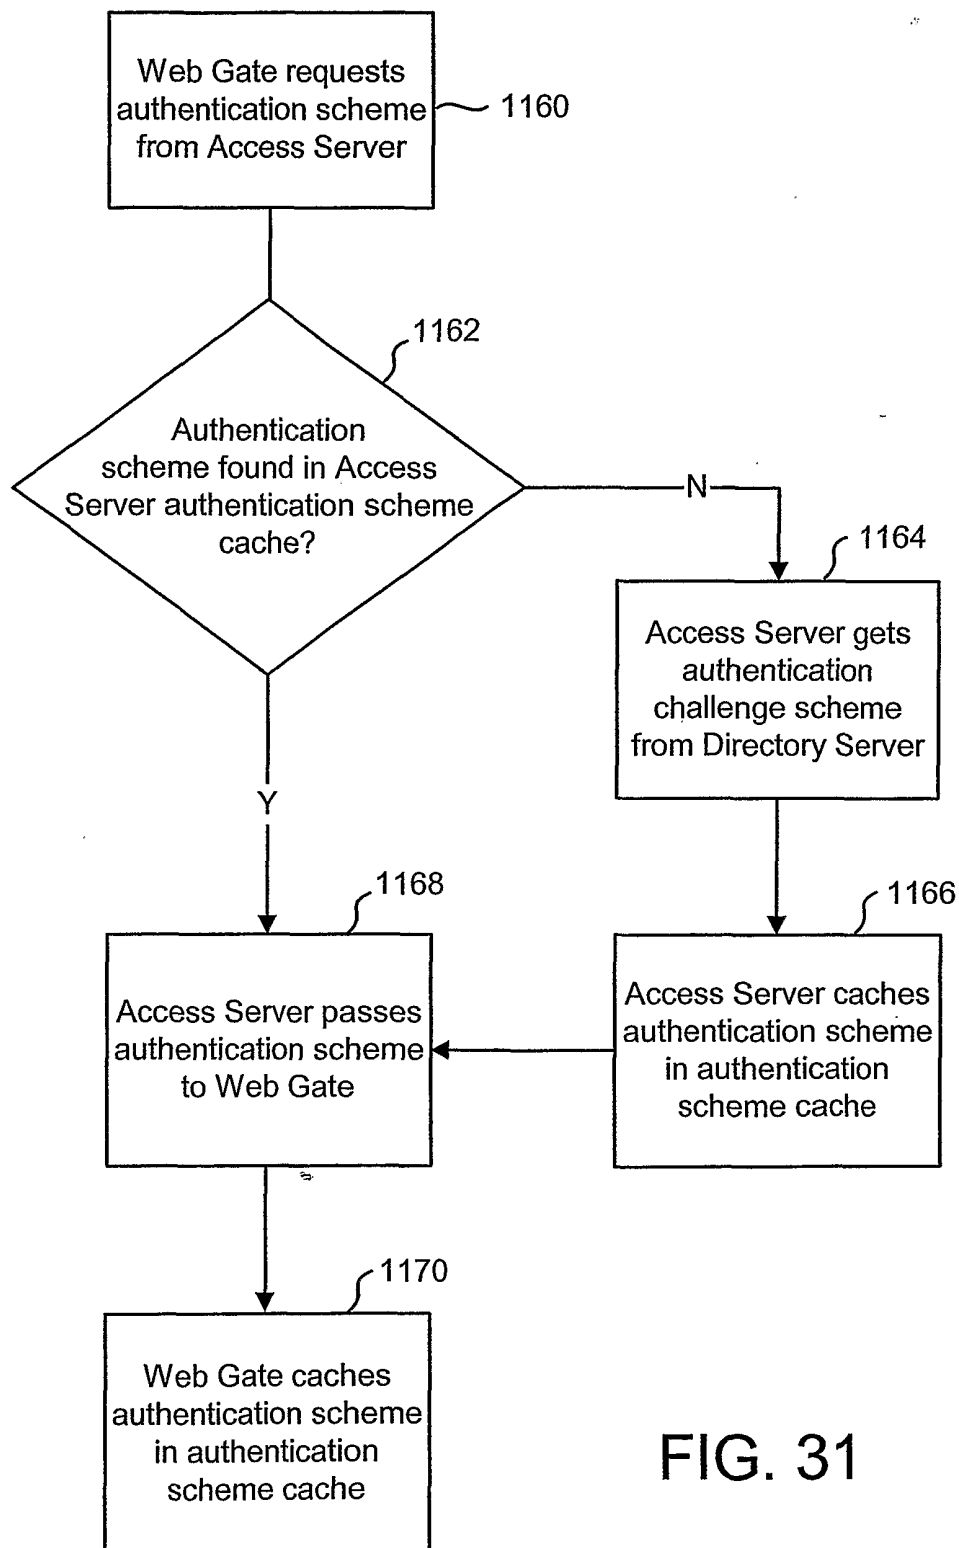 Web Gate requests
authentication scheme
from Access Server
1160
1162
Authentication
scheme found in Access
Server authentication scheme
cache?
N
1164
Access Server gets
authentication
challenge scheme
from Directory Server
Y
1168
1166
Access Server passes
authentication scheme
to Web Gate
Access Server caches
authentication scheme
in authentication
scheme cache
1170
Web Gate caches
authentication scheme
in authentication
scheme cache
FIG. 31